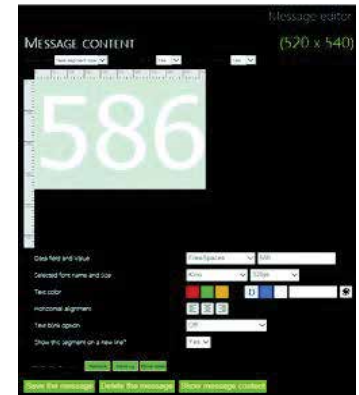 Message editor
MESSAGE CONTENT (520 x 540)
586
Data field and Value Free Spaces
Selected font name and size
Text color
Horizontal alignment
Text blink option Off
Show this segment on a new line? Yes
Save the message Delete the message Show message content